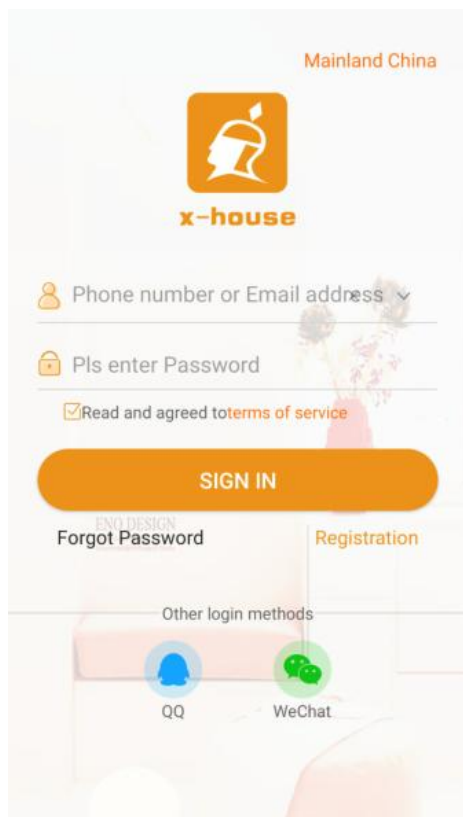 Mainland China
x-house
Phone number or Email address
Pls enter Password
Read and agreed toterms of service
SIGN IN
ENO DESIGN
Forgot Password
Registration
Other login methods
QQ
WeChat